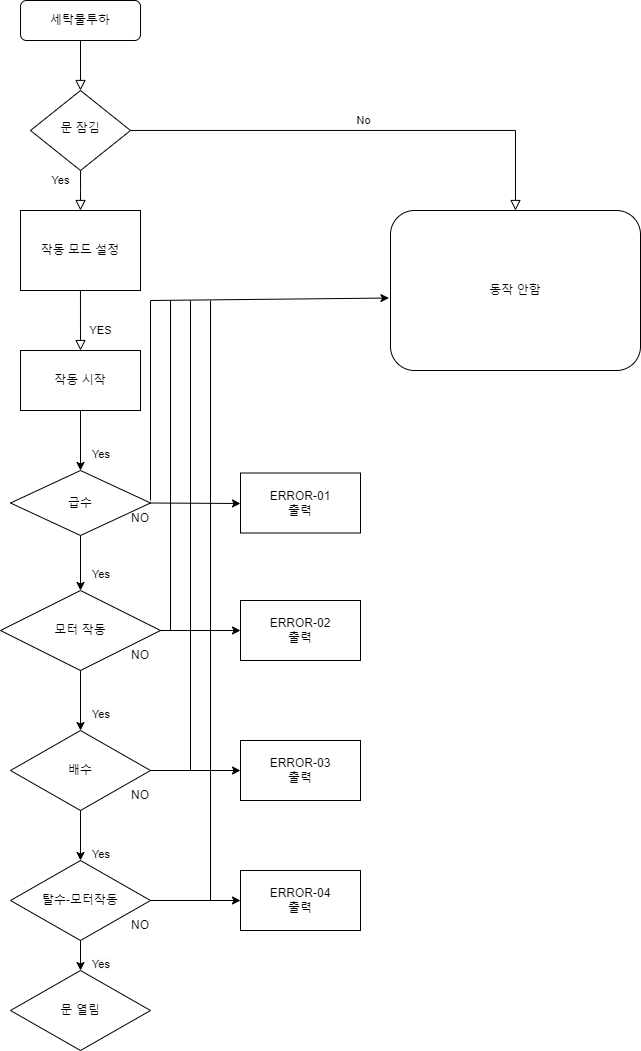 세탁물투하
문 잠김
No
Yes
작동 모드 설정
동작 안함
YES
작동 시작
Yes
급수
NO
ERROR-01
출력
Yes
모터 작동
NO
ERROR-02
출력
Yes
배수
NO
ERROR-03
출력
Yes
탈수-모터작동
NO
ERROR-04
출력
Yes
문 열림